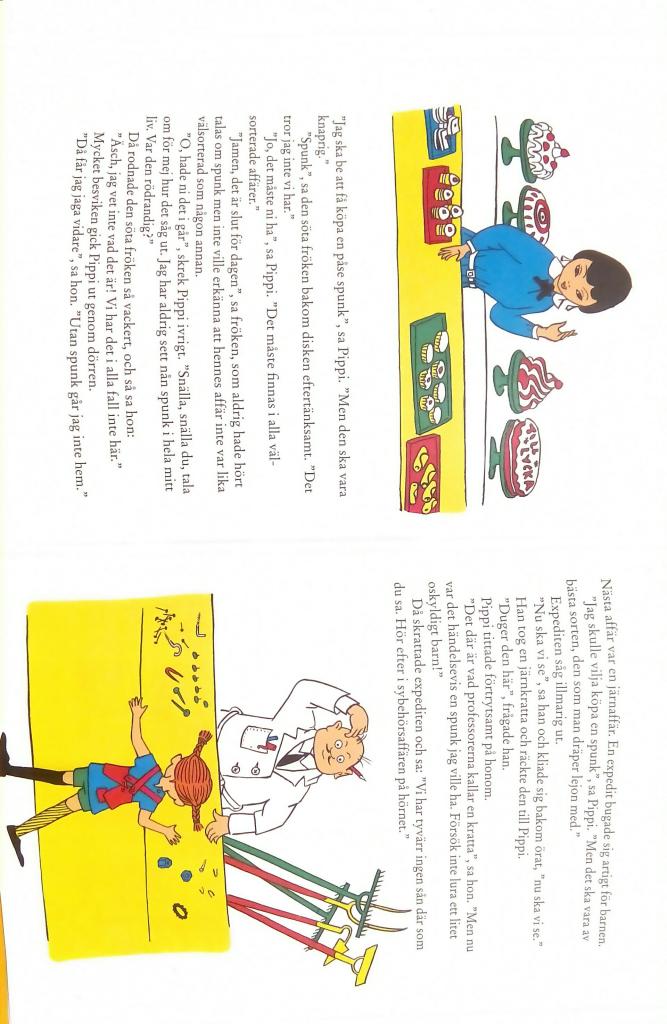 TILL
LACKA
"Jag ska be att få köpa en påse spunk", sa Pippi. "Men den ska vara
knaprig."
"Spunk", sa den söta fröken bakom disken eftertänksamt. "Det
tror jag inte vi har."
"Jo, det måste ni ha", sa Pippi. "Det måste finnas i alla väl-
sorterade affärer."
"Jamen, det är slut för dagen", sa fröken, som aldrig hade hört
talas om spunk men inte ville erkänna att hennes affär inte var lika
välsorterad som någon annan.
"O, hade ni det i går", skrek Pippi ivrigt. "Snälla, snälla du, tala
om för mej hur det såg ut. Jag har aldrig sett nån spunk i hela mitt
liv. Var den rödrandig?"
Då rodnade den söta fröken så vackert, och så sa hon:
"Äsch, jag vet inte vad det är! Vi har det i alla fall inte här."
Mycket besviken gick Pippi ut genom dörren.
"Då får jag jaga vidare", sa hon. "Utan spunk går jag inte hem."
Nästa affär var en järnaffär. En expedit bugade sig artigt för barnen.
"Jag skulle vilja köpa en spunk", sa Pippi. "Men det ska vara av
bästa sorten, den som man dräper lejon med."
Expediten såg illmarig ut.
"Nu ska vi se", sa han och kliade sig bakom örat, "nu ska vi se."
Han tog en järnkratta och räckte den till Pippi.
"Duger den här", frågade han.
Pippi tittade förtrytsamt på honom.
"Det där är vad professorerna kallar en kratta", sa hon. "Men nu
var det händelsevis en spunk jag ville ha. Försök inte lura ett litet
oskyldigt barn!"
Då skrattade expediten och sa: "Vi har tyvärr ingen sån där som
du sa. Hör efter i sybehörsaffären på hörnet."